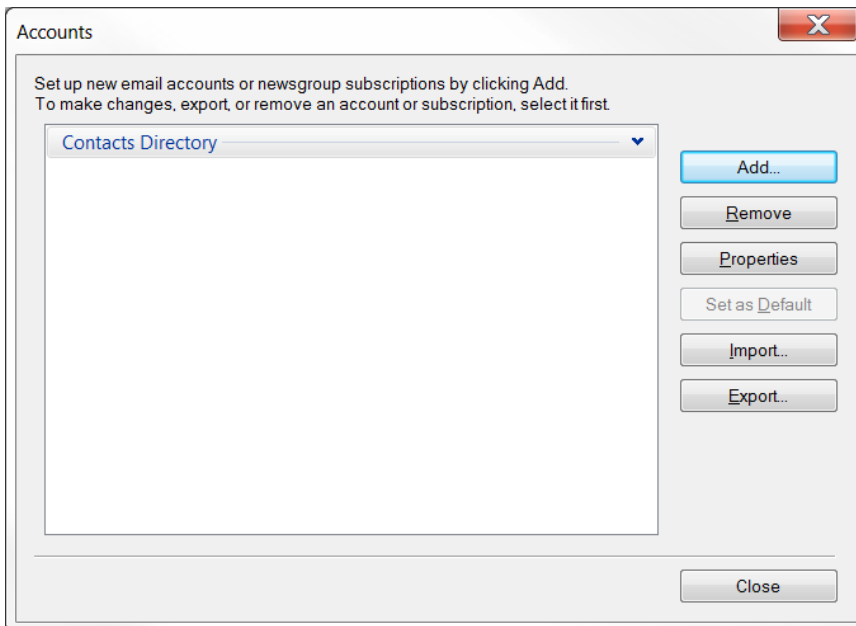 Accounts
Set up new email accounts or newsgroup subscriptions by clicking Add.
To make changes, export, or remove an account or subscription, select it first.
Contacts Directory
Add...
Remove
Properties
Set as Default
Import...
Export...
Close